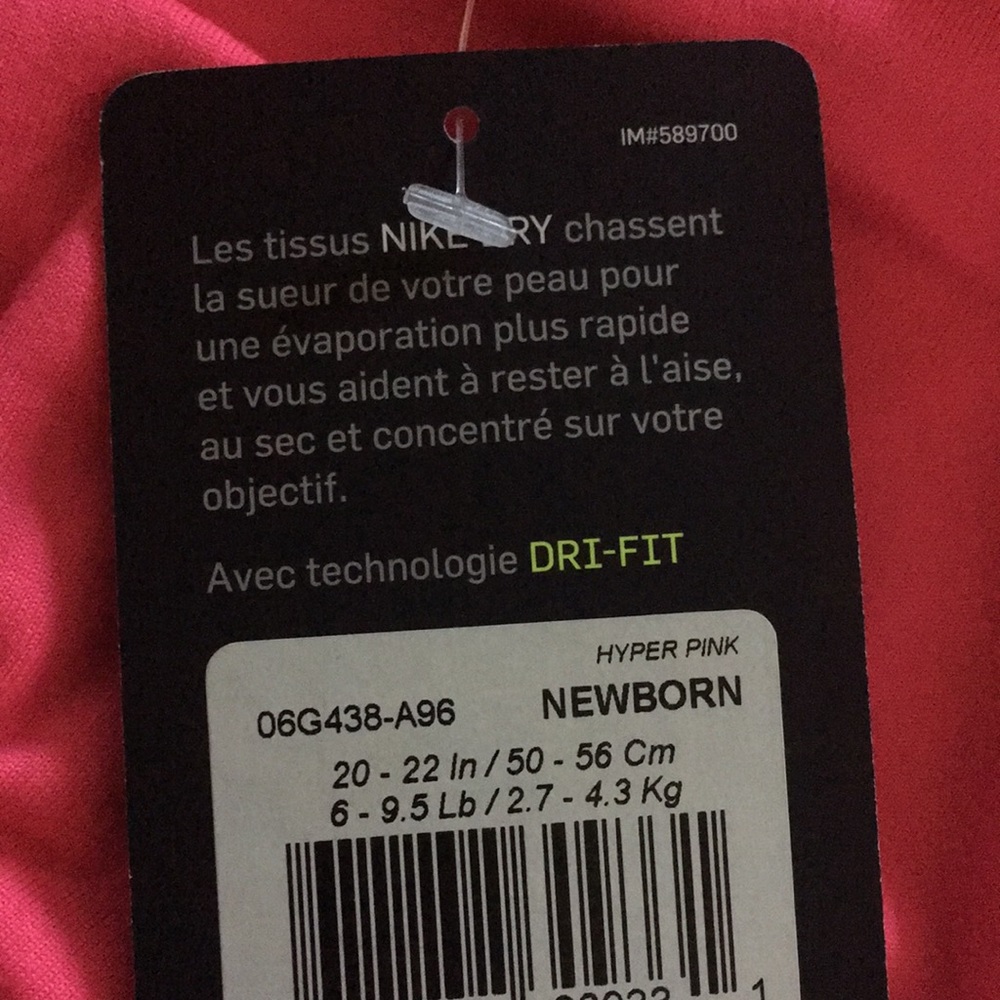 IM#589700
Les tissus NIKE DRY chassent
la sueur de votre peau pour
une évaporation plus rapide
et vous aident à rester à l'aise,
au sec et concentré sur votre
objectif.
Avec technologie DRI-FIT
HYPER PINK
06G438-A96 NEWBORN
20 - 22 In / 50 - 56 Cm
6 - 9.5 Lb / 2.7 - 4.3 Kg
1